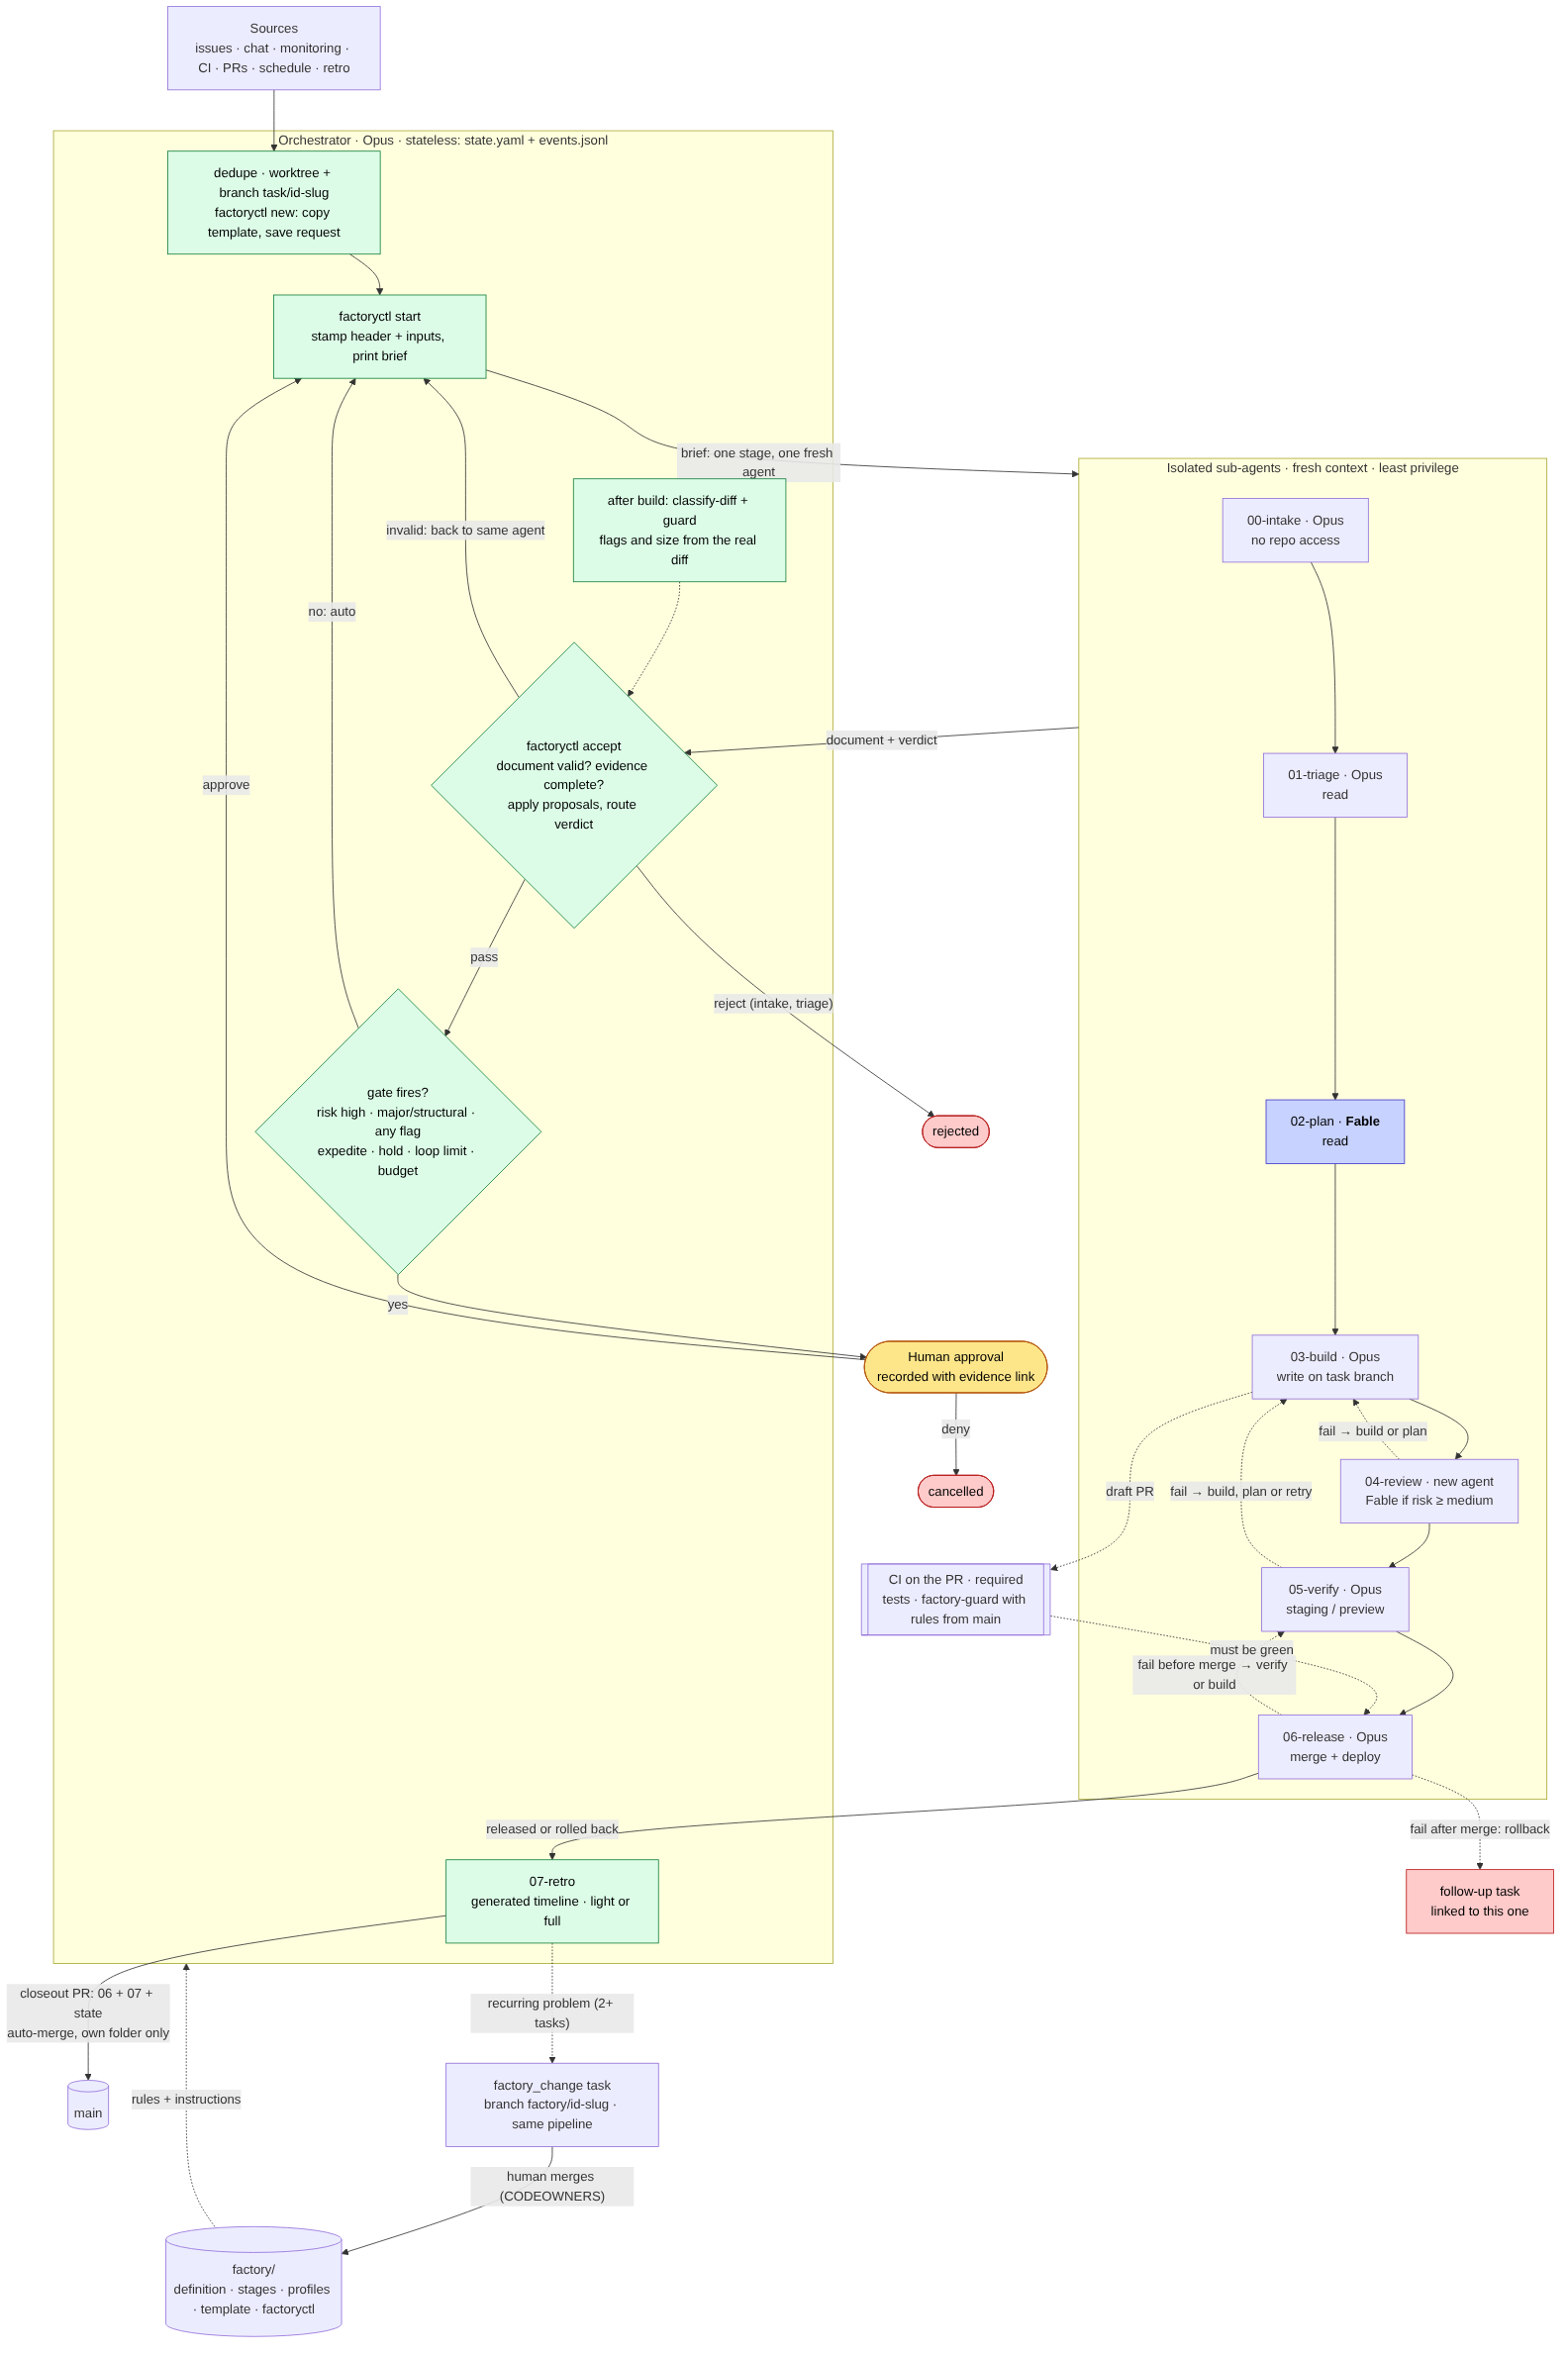 Sources
issues · chat · monitoring ·
CI · PRs · schedule · retro
Orchestrator · Opus · stateless: state.yaml + events.jsonl
dedupe · worktree +
branch task/id-slug
factoryctl new: copy
template, save request
factoryctl start
stamp header + inputs,
print brief
brief: one stage, one fresh
agent
Isolated sub-agents · fresh context · least privilege
after build: classify-diff +
guard
flags and size from the real
diff
invalid: back to same agent
no: auto
approve
00-intake · Opus
no repo access
document + verdict
factoryctl accept
document valid? evidence
complete?
apply proposals, route
verdict
01-triage · Opus
read
pass
reject (intake, triage)
gate fires?
risk high · major/structural ·
any flag
expedite · hold · loop limit ·
budget
rejected
02-plan · Fable
read
yes
Human approval
recorded with evidence link
deny
cancelled
03-build · Opus
write on task branch
fail → build or plan
draft PR
fail → build, plan or retry
04-review · new agent
Fable if risk ≥ medium
CI on the PR · required
tests · factory-guard with
rules from main
05-verify · Opus
staging / preview
must be green
fail before merge → verify
or build
06-release · Opus
merge + deploy
released or rolled back
fail after merge: rollback
07-retro
generated timeline · light or
full
follow-up task
linked to this one
closeout PR: 06 + 07 +
state
auto-merge, own folder only
recurring problem (2+
tasks)
main
rules + instructions
factory_change task
branch factory/id-slug ·
same pipeline
human merges
(CODEOWNERS)
factory/
definition · stages · profiles
· template · factoryctl